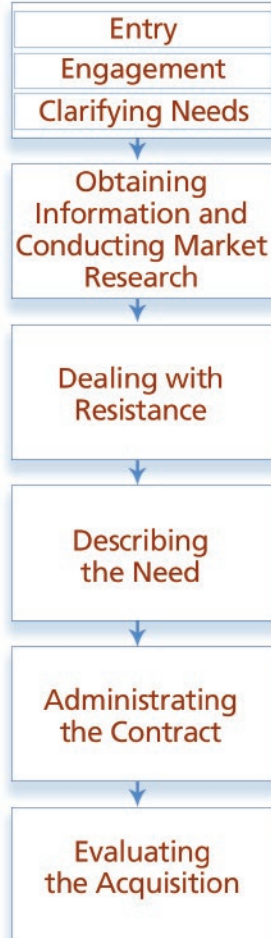 Entry
Engagement
Clarifying Needs
Obtaining
Information and
Conducting Market
Research
Dealing with
Resistance
Describing
the Need
Administrating
the Contract
Evaluating
the Acquisition